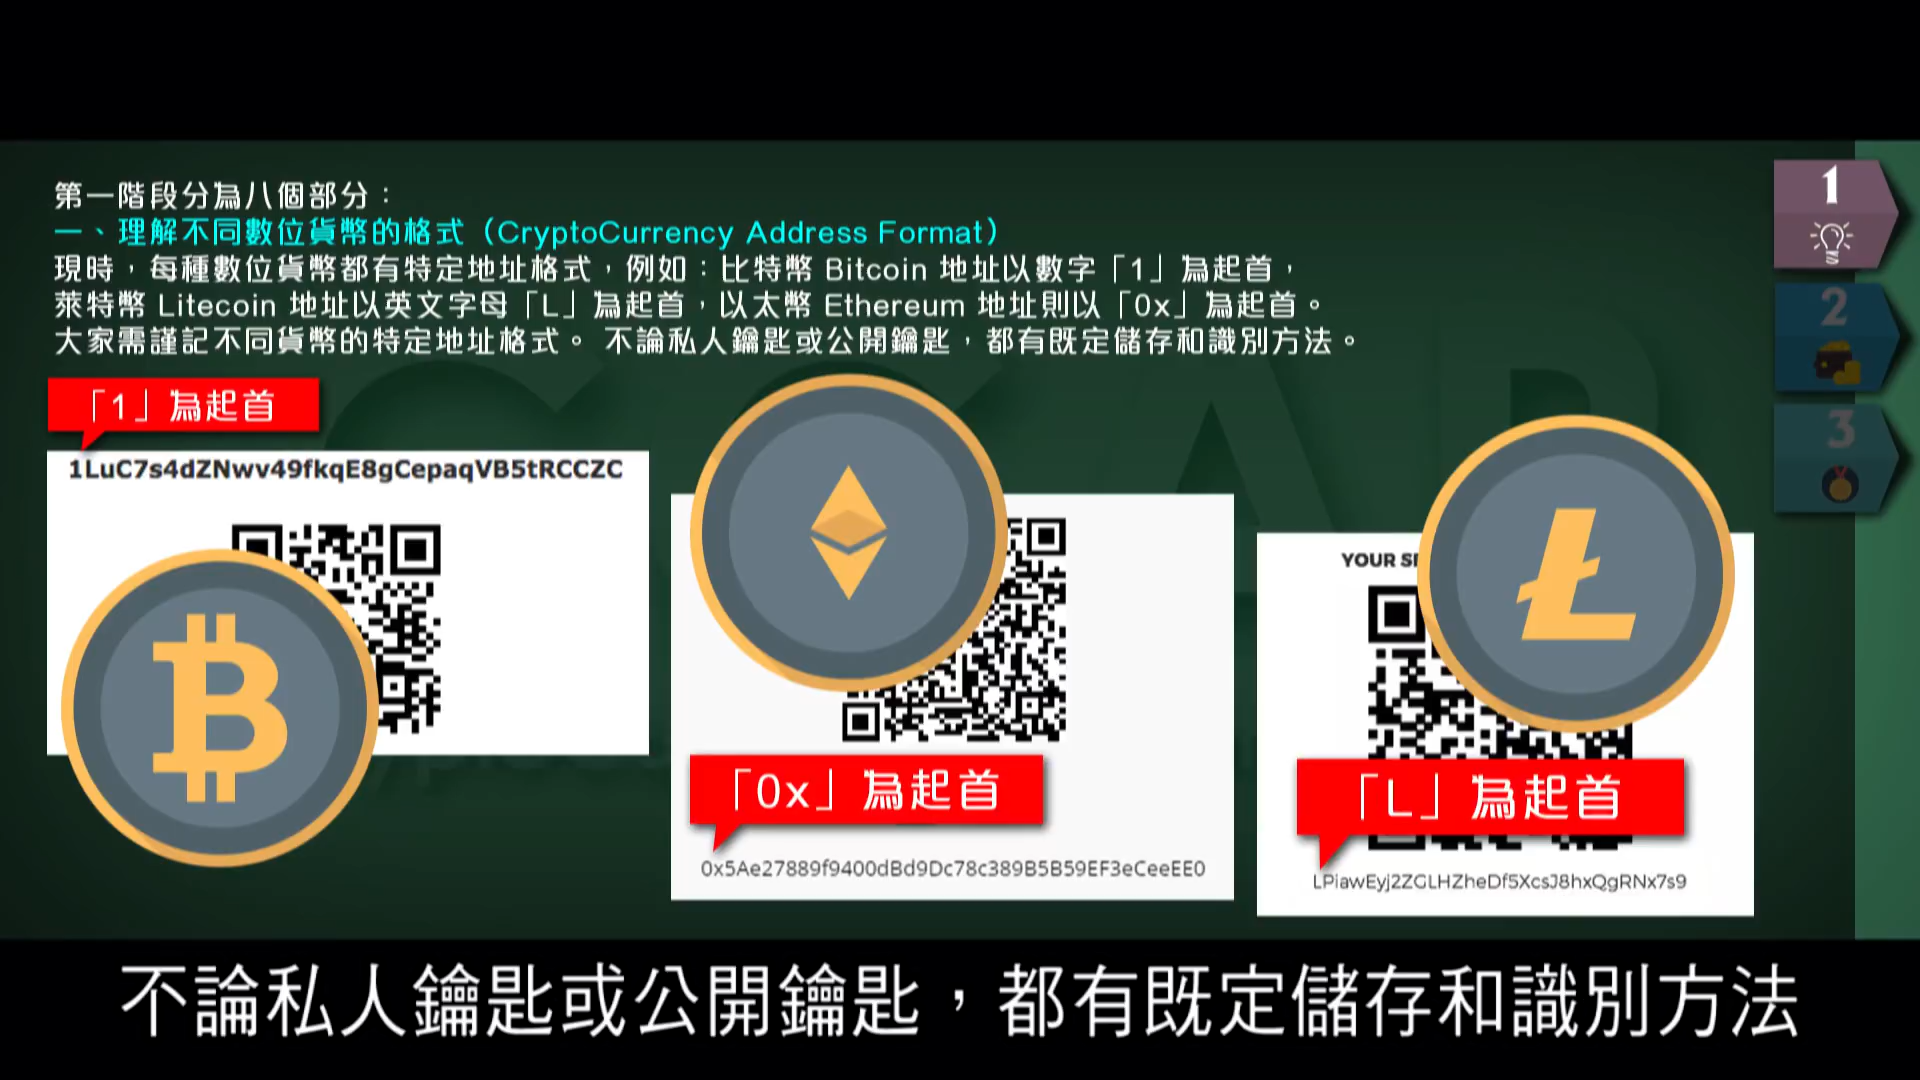 第一階段分為八個部分：
一、理解不同數位貨幣的格式（CryptoCurrency Address Format）
現時，每種數位貨幣都有特定地址格式，例如：比特幣 Bitcoin 地址以數字「1」為起首，
萊特幣 Litecoin 地址以英文字母「L」為起首，以太幣 Ethereum 地址則以「0x」為起首。
大家需謹記不同貨幣的特定地址格式。 不論私人鑰匙或公開鑰匙，都有既定儲存和識別方法。
1
2
3
「1」為起首
1LuC7s4dZNwv49fkqE8gCepaqVB5tRCCZC
YOUR
「0x」為起首
0x5Ae27889f9400dBd9Dc78c389B5B59EF3eCeeEE0
「L」為起首
LPiawEyj2ZGLHZheDf5XcsJ8hxQgRNx7s9
不論私人鑰匙或公開鑰匙，都有既定儲存和識別方法